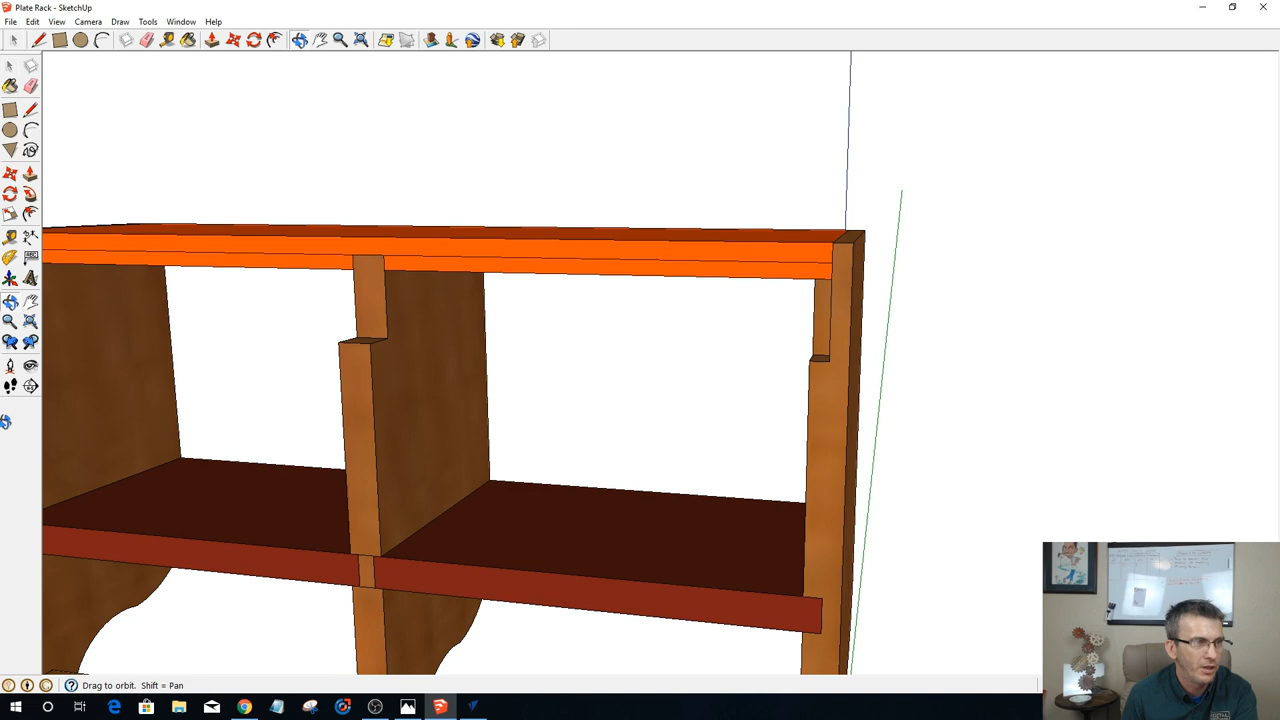 Plate Rack - SketchUp
File Edit View Camera Draw Tools Window Help
Drag to orbit. Shift = Pan